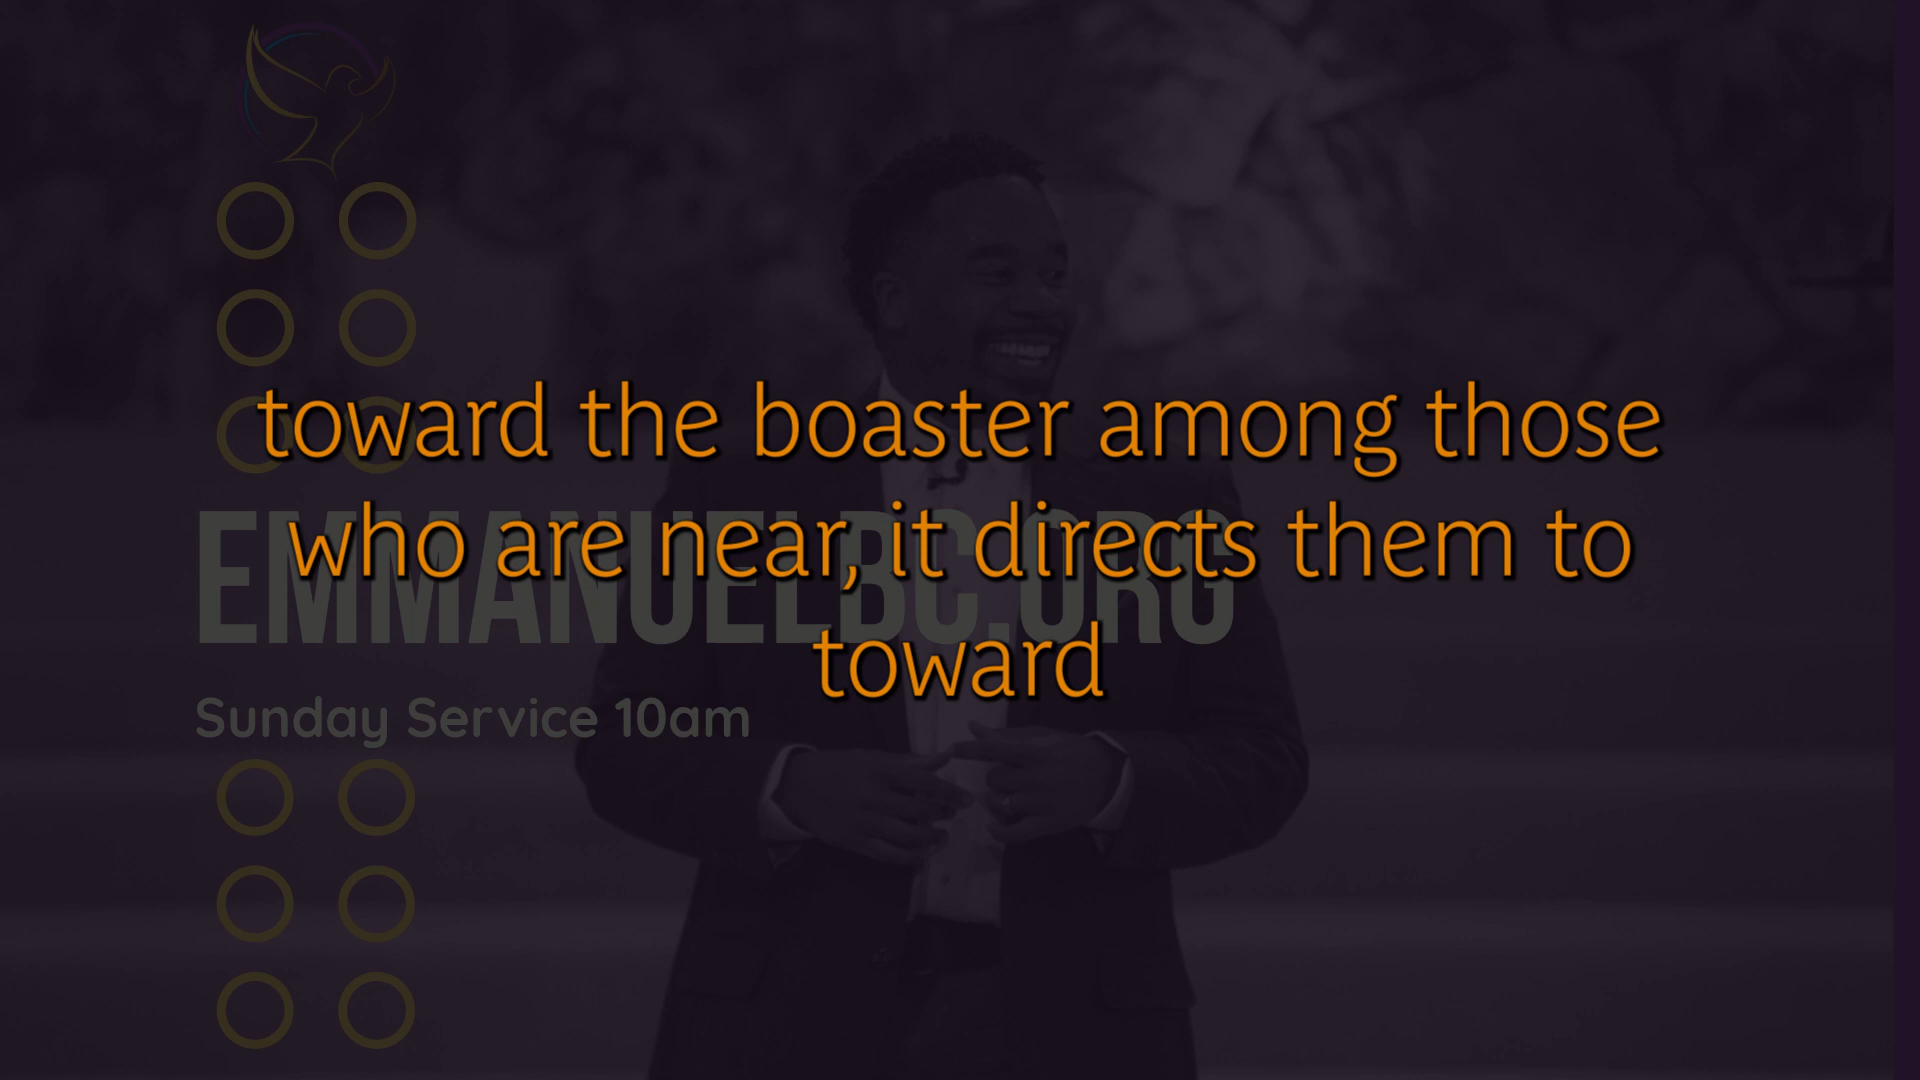 toward the boaster among those
who are near, it directs them to
toward
EMMANUELBC.ORG
Sunday Service 10am